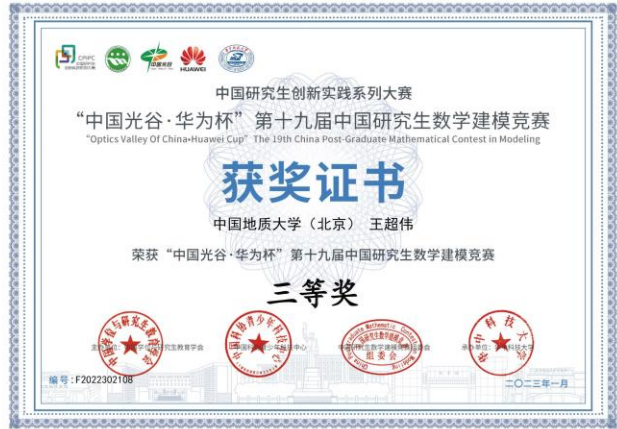 CPIPC
HUAWEI
中国研究生创新实践系列大赛
“中国光谷·华为杯”第十九届中国研究生数学建模竞赛
"Optics Valley Of China•Huawei Cup" The 19th China Post-Graduate Mathematical Contest in Modeling
获奖证书
中国地质大学（北京） 王超伟
荣获“中国光谷·华为杯”第十九届中国研究生数学建模竞赛
三等奖
组委会
编号:F2022302108
二〇二三年一月